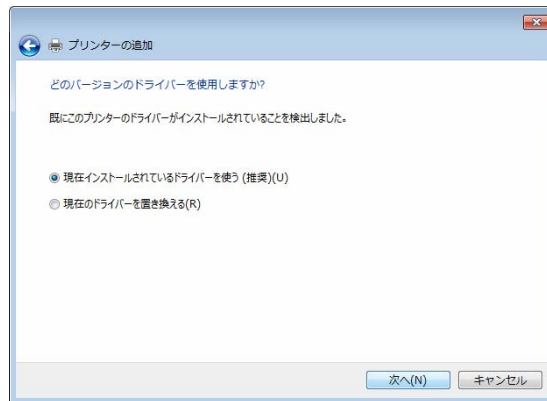 プリンターの追加
どのバージョンのドライバーを使用しますか?
既にこのプリンターのドライバーがインストールされていることを検出しました。
現在インストールされているドライバーを使う (推奨)(U)
現在のドライバーを置き換える(R)
次へ(N) キャンセル